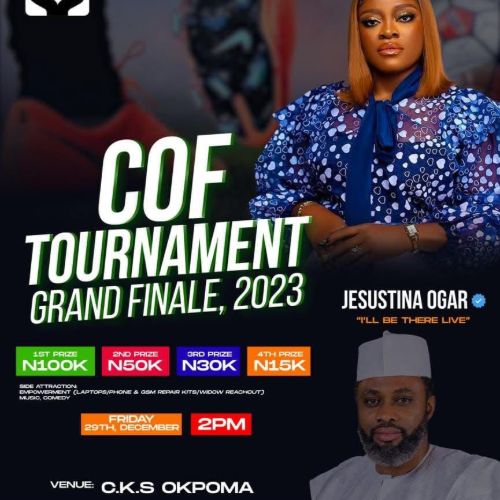 COF
TOURNAMENT
GRAND FINALE, 2023
JESUSTINA OGAR
"I'LL BE THERE LIVE"
1ST PRIZE
N100K
2ND PRIZE
N50K
3RD PRIZE
N30K
4TH PRIZE
N15K
SIDE ATTRACTION:
EMPOWERMENT (LAPTOPS/PHONE & GSM REPAIR KITS/WIDOW REACHOUT)
MUSIC, COMEDY
FRIDAY
29TH, DECEMBER
2PM
VENUE: C.K.S OKPOMA